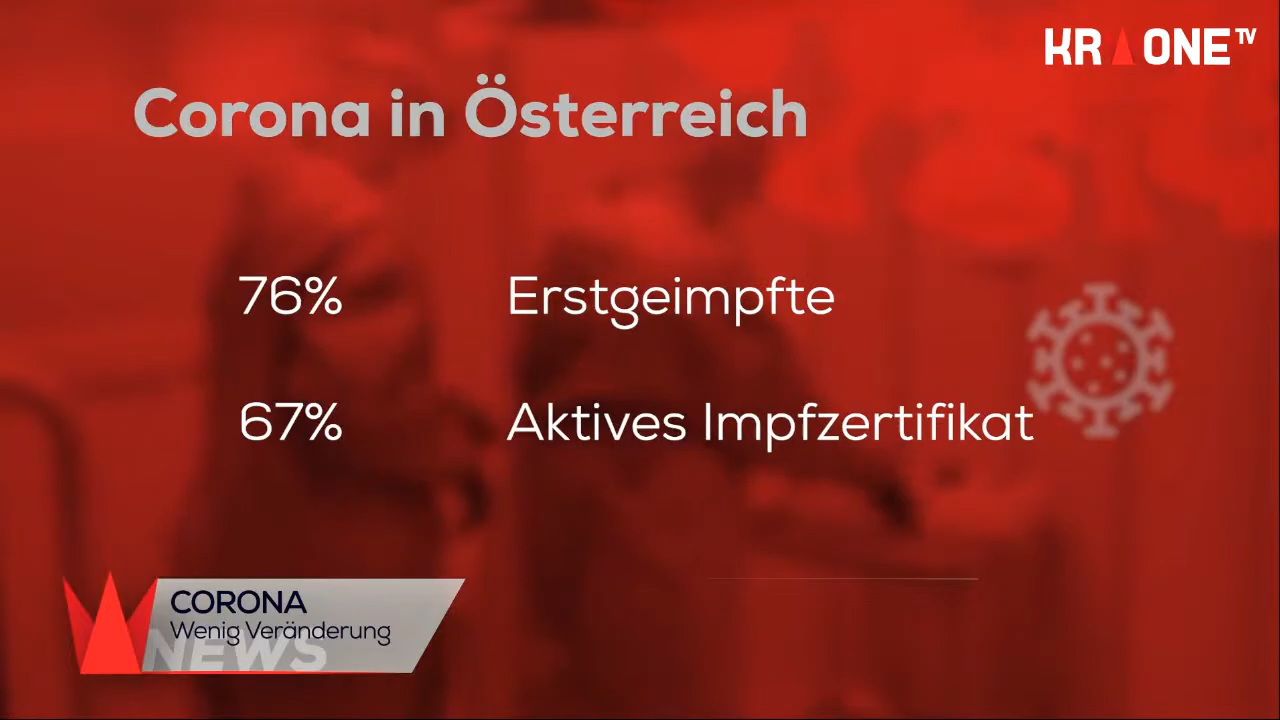 KRONE TV
Corona in Österreich
76% Erstgeimpfte
67% Aktives Impfzertifikat
CORONA
Wenig Veränderung
NEWS